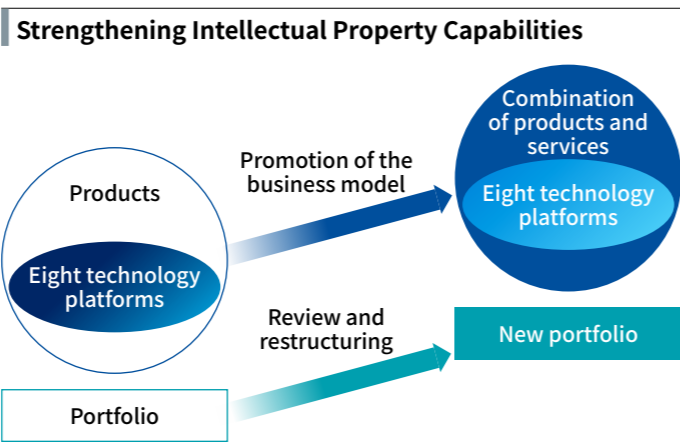 Strengthening Intellectual Property Capabilities
Products
Eight technology
platforms
Portfolio
Promotion of the
business model
Review and
restructuring
Combination
of products and
services
Eight technology
platforms
New portfolio